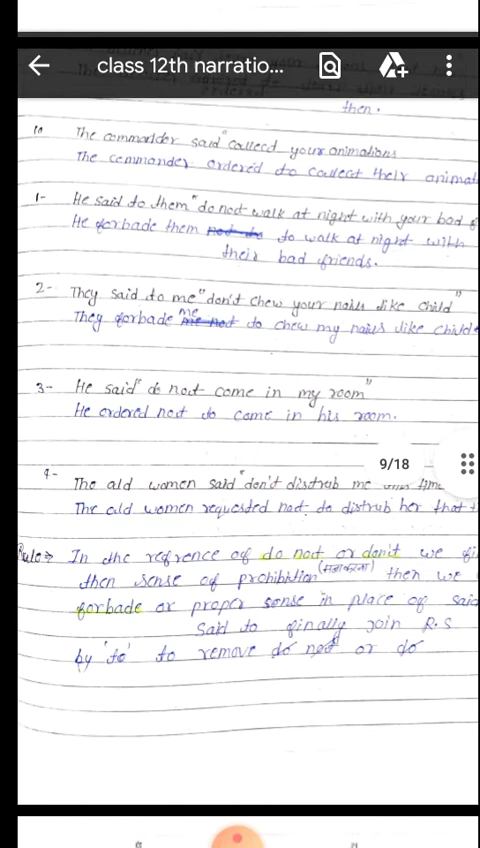 class 12th narratio...
then.
10 The commander said "collect your animations
The commander ordered to collect their animat
1- He said to them "do not walk at night with your bad f
He forbade them not to to walk at night with
their bad friends.
2- They said to me "don't chew your nails like child"
They forbade me me not to chew my nails like child
3- He said "do not come in my room"
He ordered not to come in his room.
9/18
4- The old women said "don't distrub me time
The old women requested not to distrub her that t
Rule⇒ In the refrence of do not or don't we fi
then sense of prohibition (मना करना) then we
forbade or proper sense in place of said
Said to finally join R.S
by 'to' to remove do not or do